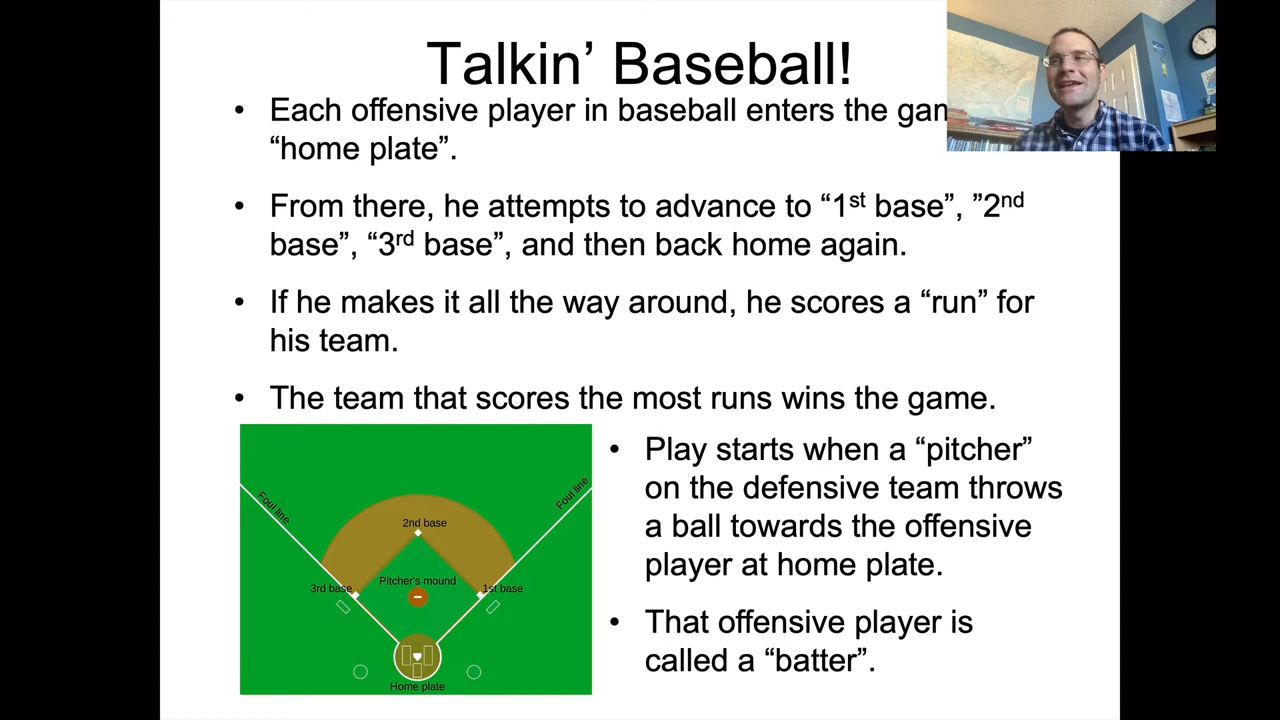 Talkin’ Baseball!
• Each offensive player in baseball enters the gam
“home plate”.
• From there, he attempts to advance to “1st base”, ”2nd
base”, “3rd base”, and then back home again.
• If he makes it all the way around, he scores a “run” for
his team.
• The team that scores the most runs wins the game.
• Play starts when a “pitcher”
on the defensive team throws
a ball towards the offensive
player at home plate.
• That offensive player is
called a “batter”.
Foul line
Foul line
2nd base
Pitcher's mound
3rd base
1st base
Home plate